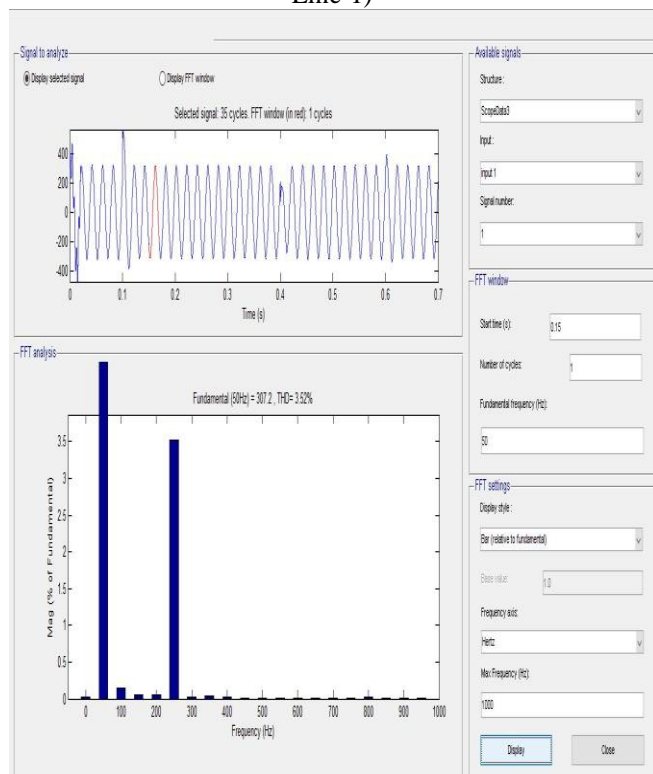 Line 1)
Signal to analyze
Display selected signal
Display FFT window
Selected signal: 35 cycles. FFT window (in red): 1 cycles
400
200
0
-200
-400
0 0.1 0.2 0.3 0.4 0.5 0.6 0.7
Time (s)
FFT analysis
Fundamental (50Hz) = 307.2 , THD= 3.52%
Mag (% of Fundamental)
3.5
3
2.5
2
1.5
1
0.5
0
0 100 200 300 400 500 600 700 800 900 1000
Frequency (Hz)
Available signals
Structure :
ScopeData3
Input :
input 1
Signal number:
1
FFT window
Start time (s): 0.15
Number of cycles: 1
Fundamental frequency (Hz):
50
FFT settings
Display style :
Bar (relative to fundamental)
Base value: 1.0
Frequency axis:
Hertz
Max Frequency (Hz):
1000
Display
Close